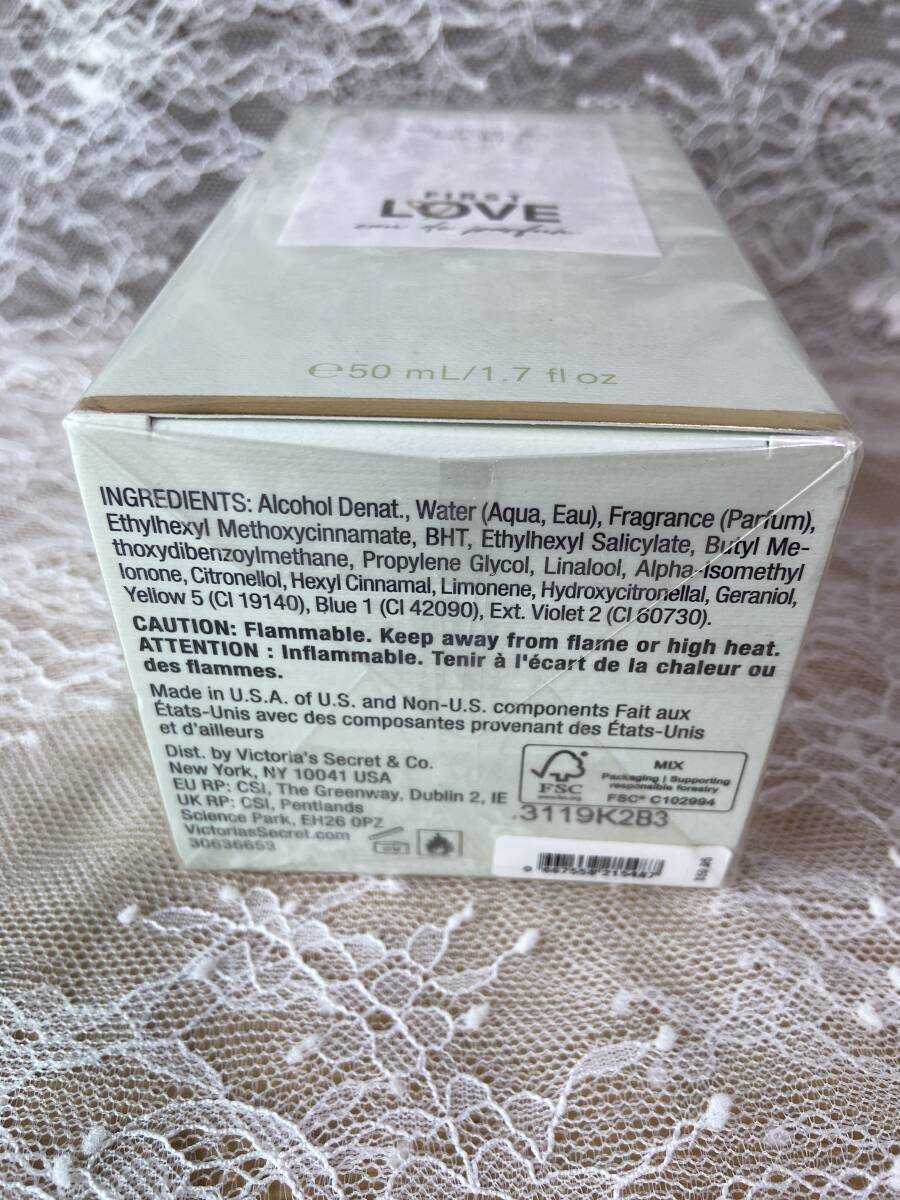 FIRST
LOVE
eau de parfum
℮50 mL/1.7 fl oz
INGREDIENTS: Alcohol Denat., Water (Aqua, Eau), Fragrance (Parfum),
Ethylhexyl Methoxycinnamate, BHT, Ethylhexyl Salicylate, Butyl Me-
thoxydibenzoylmethane, Propylene Glycol, Linalool, Alpha-Isomethyl
Ionone, Citronellol, Hexyl Cinnamal, Limonene, Hydroxycitronellal, Geraniol,
Yellow 5 (CI 19140), Blue 1 (CI 42090), Ext. Violet 2 (CI 60730).
CAUTION: Flammable. Keep away from flame or high heat.
ATTENTION : Inflammable. Tenir à l'écart de la chaleur ou
des flammes.
Made in U.S.A. of U.S. and Non-U.S. components Fait aux
États-Unis avec des composantes provenant des États-Unis
et d'ailleurs
Dist. by Victoria's Secret & Co.
New York, NY 10041 USA
EU RP: CSI, The Greenway, Dublin 2, IE
UK RP: CSI, Pentlands
Science Park, EH26 0PZ
VictoriasSecret.com
30636653
FSC
MIX
Packaging | Supporting
responsible forestry
FSC® C102994
3119K2B3